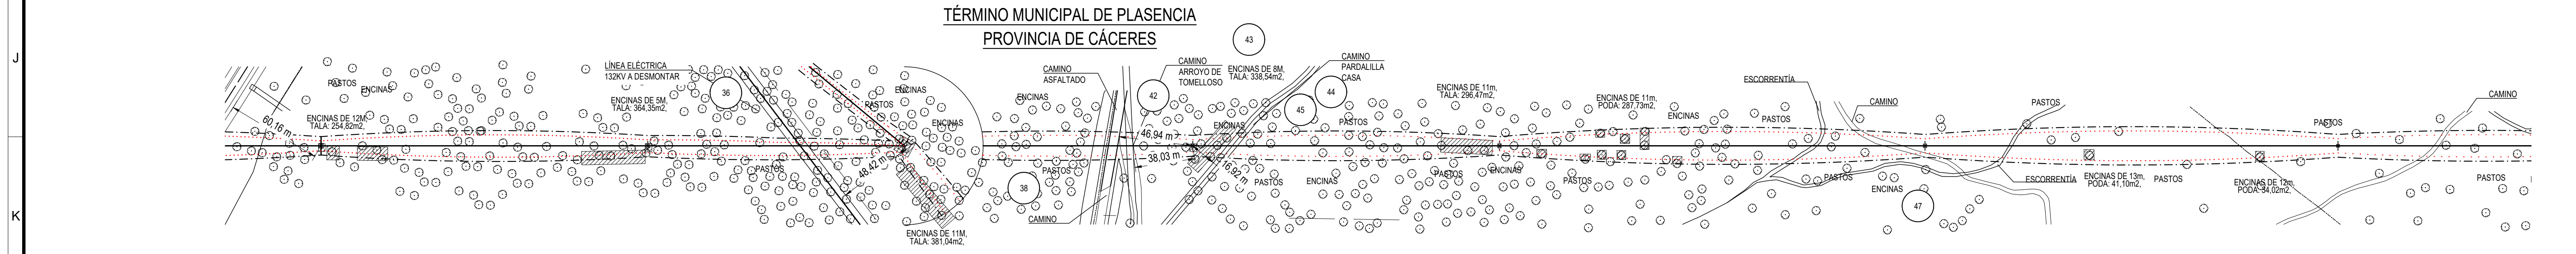 TÉRMINO MUNICIPAL DE PLASENCIA
PROVINCIA DE CÁCERES
J
K
60,16 m
PASTOS
ENCINAS
ENCINAS DE 12M,
TALA: 254,82m2,
LÍNEA ELÉCTRICA
132KV A DESMONTAR
ENCINAS DE 5M,
TALA: 364,35m2,
36
PASTOS
48,42 m
PASTOS
ENCINAS
ENCINAS
ENCINAS DE 11M,
TALA: 381,04m2,
ENCINAS
38
PASTOS
CAMINO
ASFALTADO
CAMINO
42
CAMINO
ARROYO DE
TOMELLOSO
46,94 m
38,03 m
16,92 m
43
ENCINAS DE 8M,
TALA: 338,54m2,
ENCINAS
PASTOS
45
44
CAMINO
PARDALILLA
CASA
PASTOS
ENCINAS
ENCINAS DE 11m,
TALA: 296,47m2,
PASTOS
ENCINAS
ENCINAS DE 11m,
PODA: 287,73m2,
PASTOS
ENCINAS
PASTOS
ESCORRENTÍA
CAMINO
PASTOS
ENCINAS
47
PASTOS
ESCORRENTÍA
ENCINAS DE 13m,
PODA: 41,10m2,
PASTOS
ENCINAS DE 12m,
PODA: 34,02m2,
PASTOS
CAMINO
PASTOS